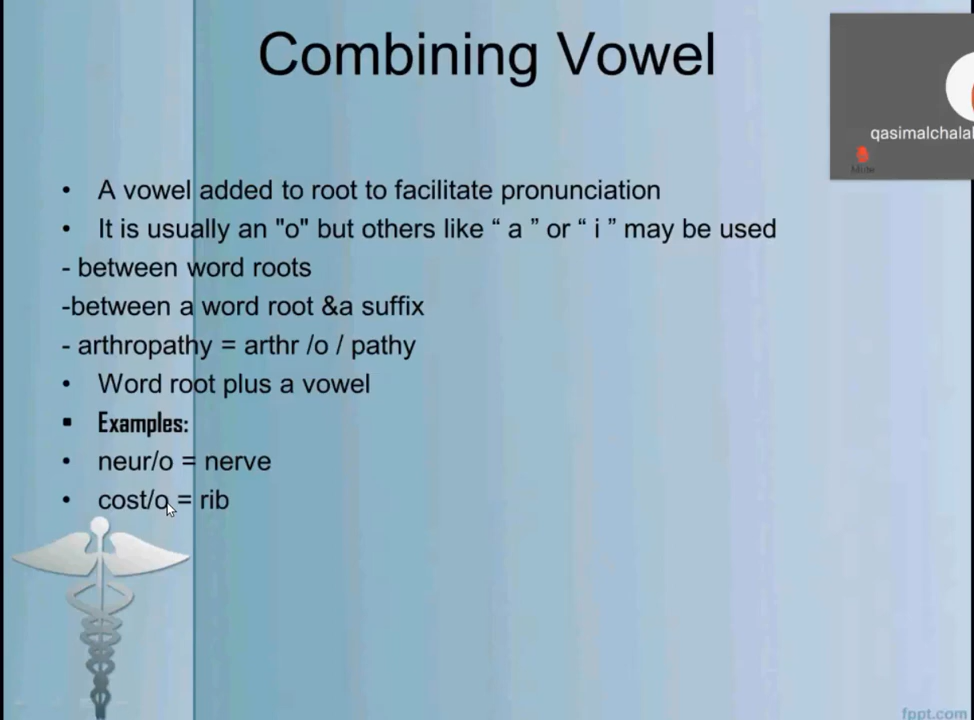 Combining Vowel
qasimalchala
Mute
• A vowel added to root to facilitate pronunciation
• It is usually an "o" but others like “ a ” or “ i ” may be used
- between word roots
-between a word root &a suffix
- arthropathy = arthr /o / pathy
• Word root plus a vowel
▪ Examples:
• neur/o = nerve
• cost/o = rib
fppt.com